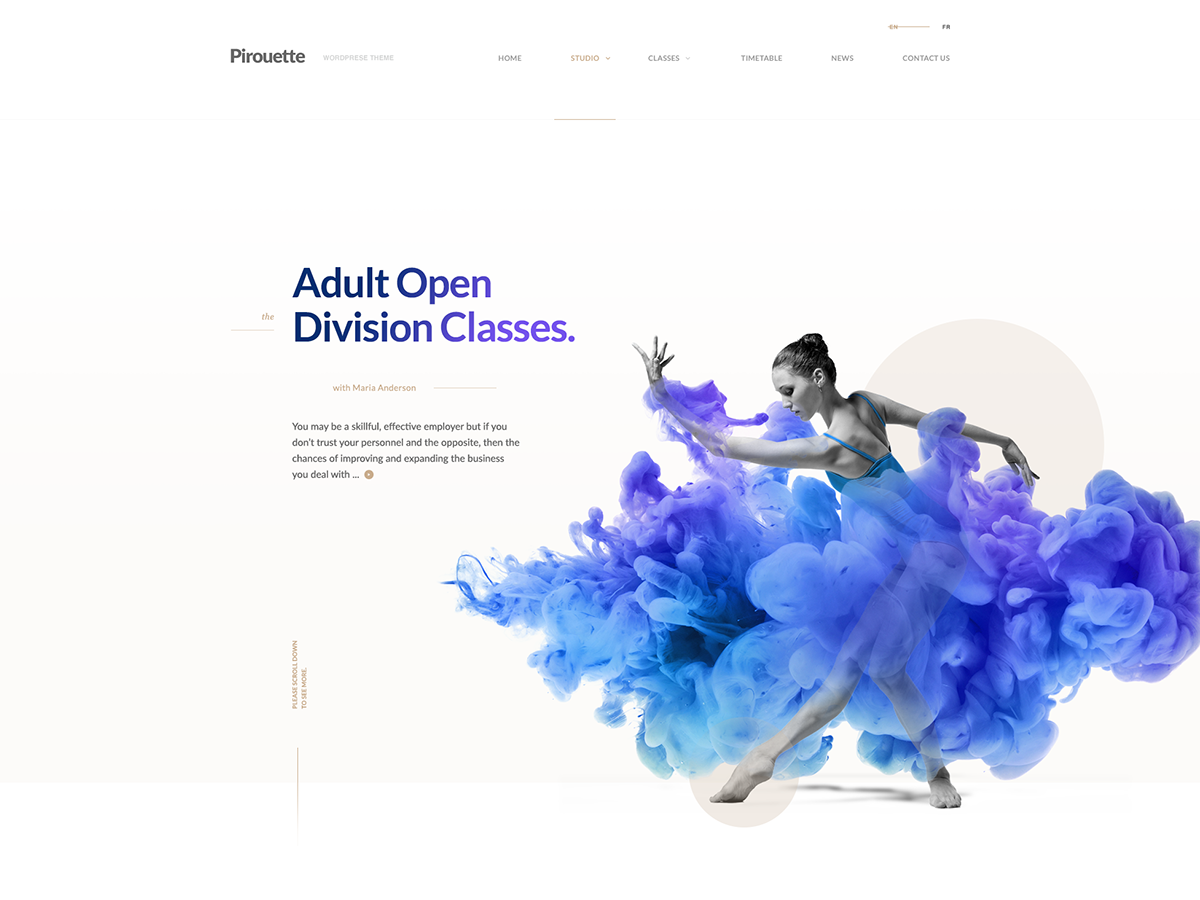 EN FR
Pirouette WORDPRESE THEME HOME STUDIO CLASSES TIMETABLE NEWS CONTACT US
Adult Open
the
Division Classes.
with Maria Anderson
You may be a skillful, effective employer but if you
don't trust your personnel and the opposite, then the
chances of improving and expanding the business
you deal with ...
PLEASE SCROLL DOWN
TO SEE MORE.